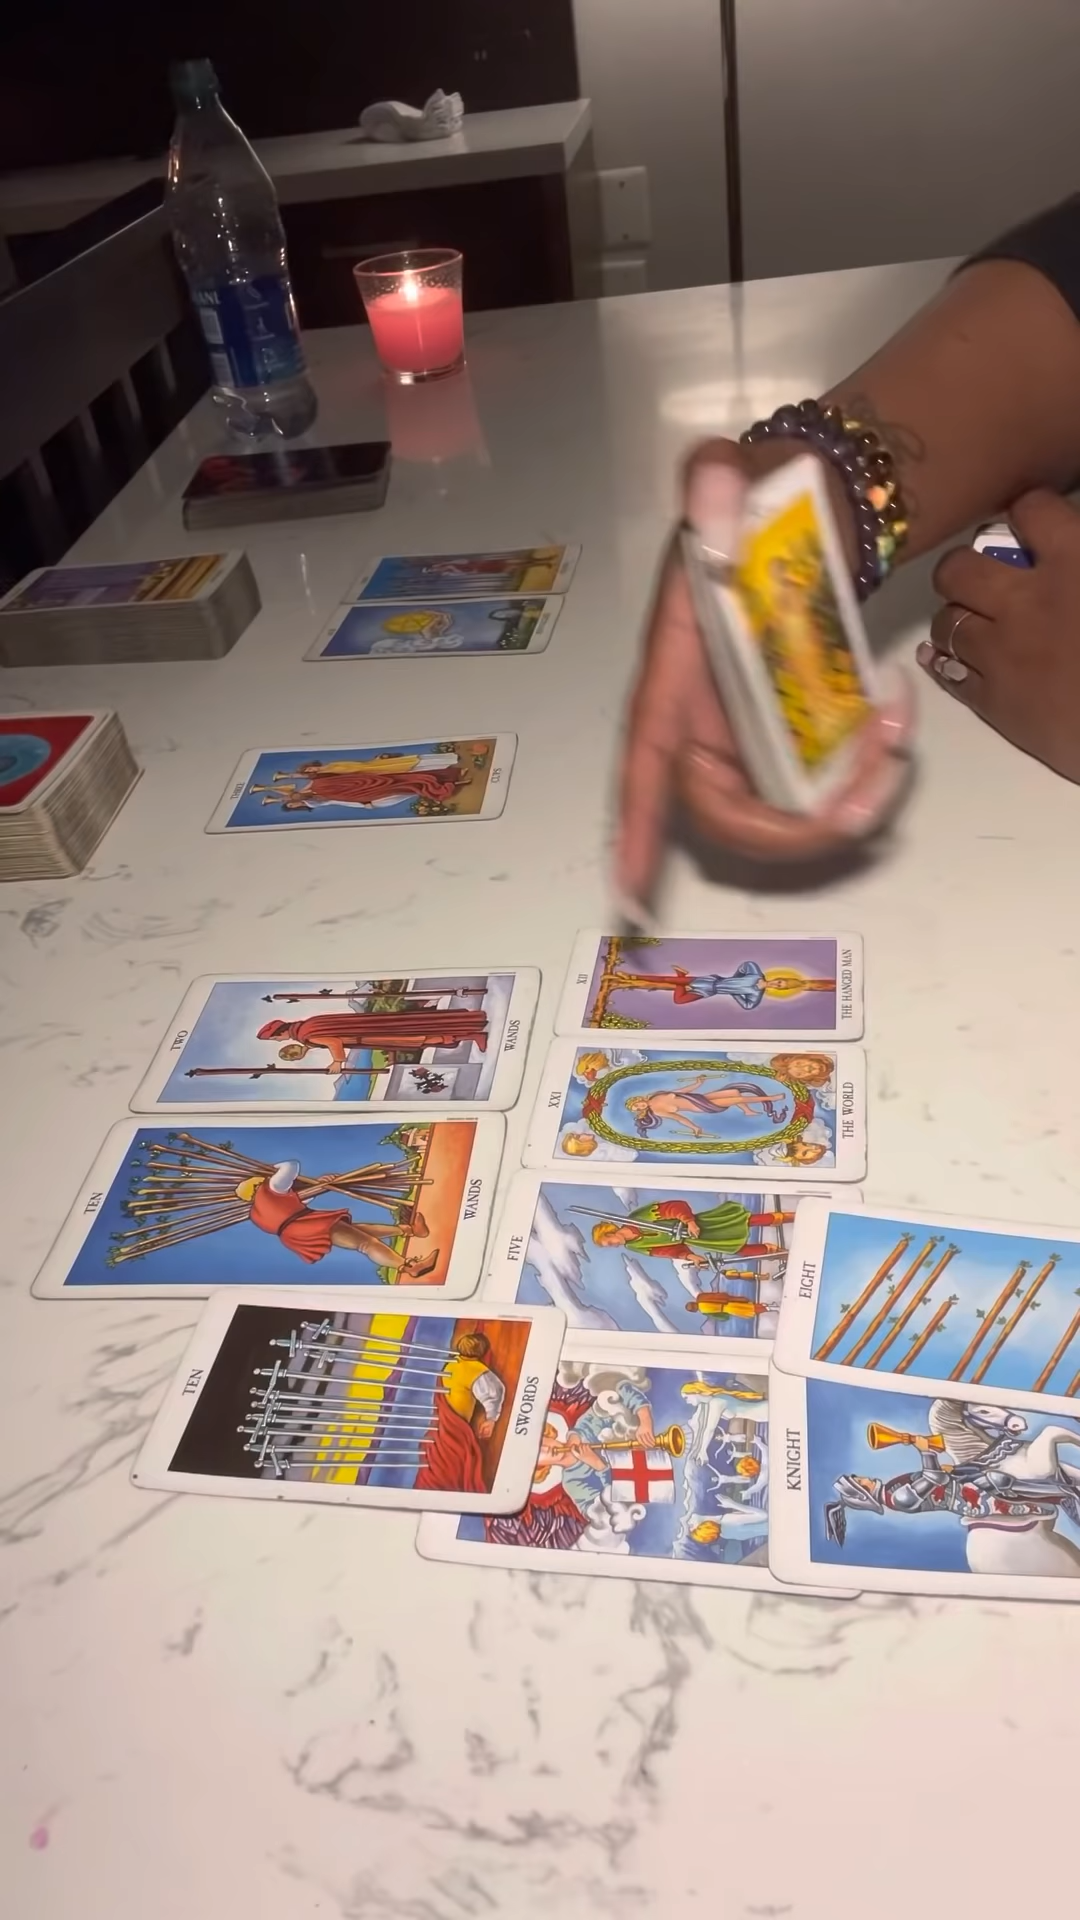 THREE
CUPS
XII
THE HANGED MAN
TWO
WANDS
XXI
THE WORLD
TEN
WANDS
FIVE
EIGHT
TEN
SWORDS
KNIGHT